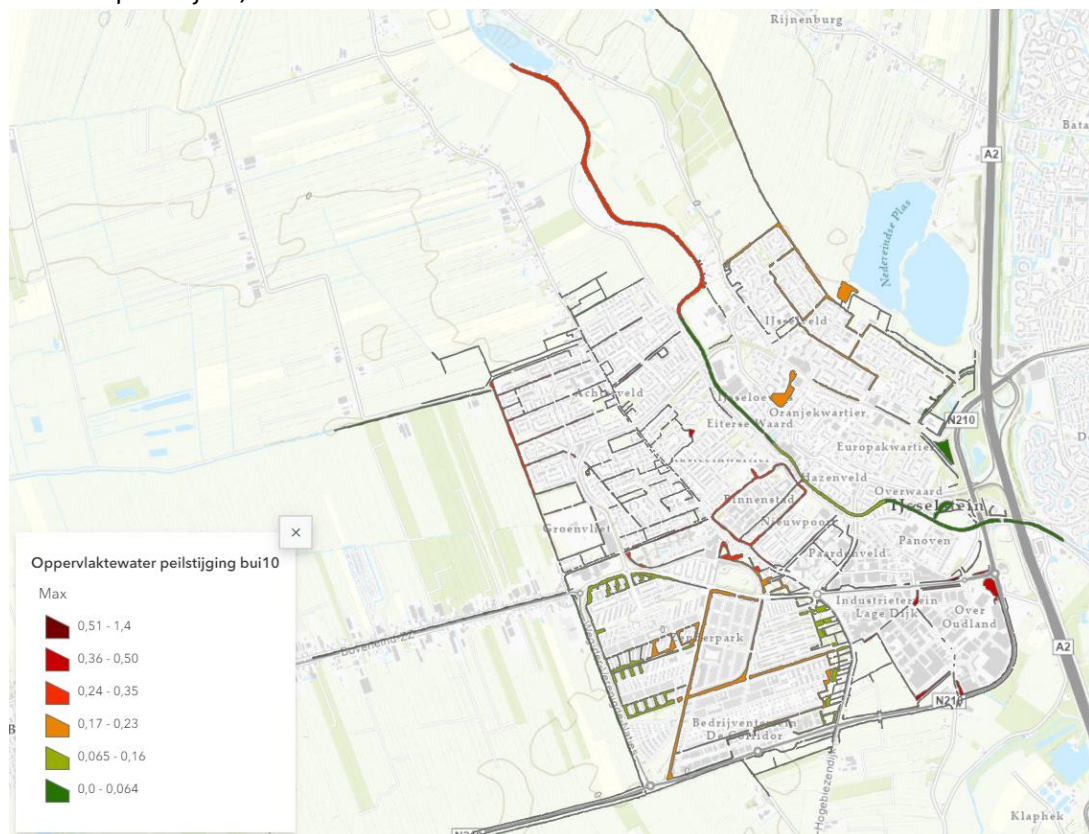 Rijnenburg
Bata
A2
Nedereindse Plas
IJsselveld
Achterveld
IJsseloevers
Oranjekwartier
Eiterse Waard
N210
Europakwartier
D
Hazenveld
Binnenstad
Overwaard
IJsselstein
Nieuwpoort
Groenvliet
Panoven
Paardenveld
×
Oppervlaktewater peilstijging bui10
Max
0,51 - 1,4
0,36 - 0,50
0,24 - 0,35
0,17 - 0,23
0,065 - 0,16
0,0 - 0,064
Industrieterrein
Lage Dijk
Over
Oudland
Zenderpark
A2
N210
B
Bedrijventerrein
De Corridor
Hogebiezendijk
Klaphek